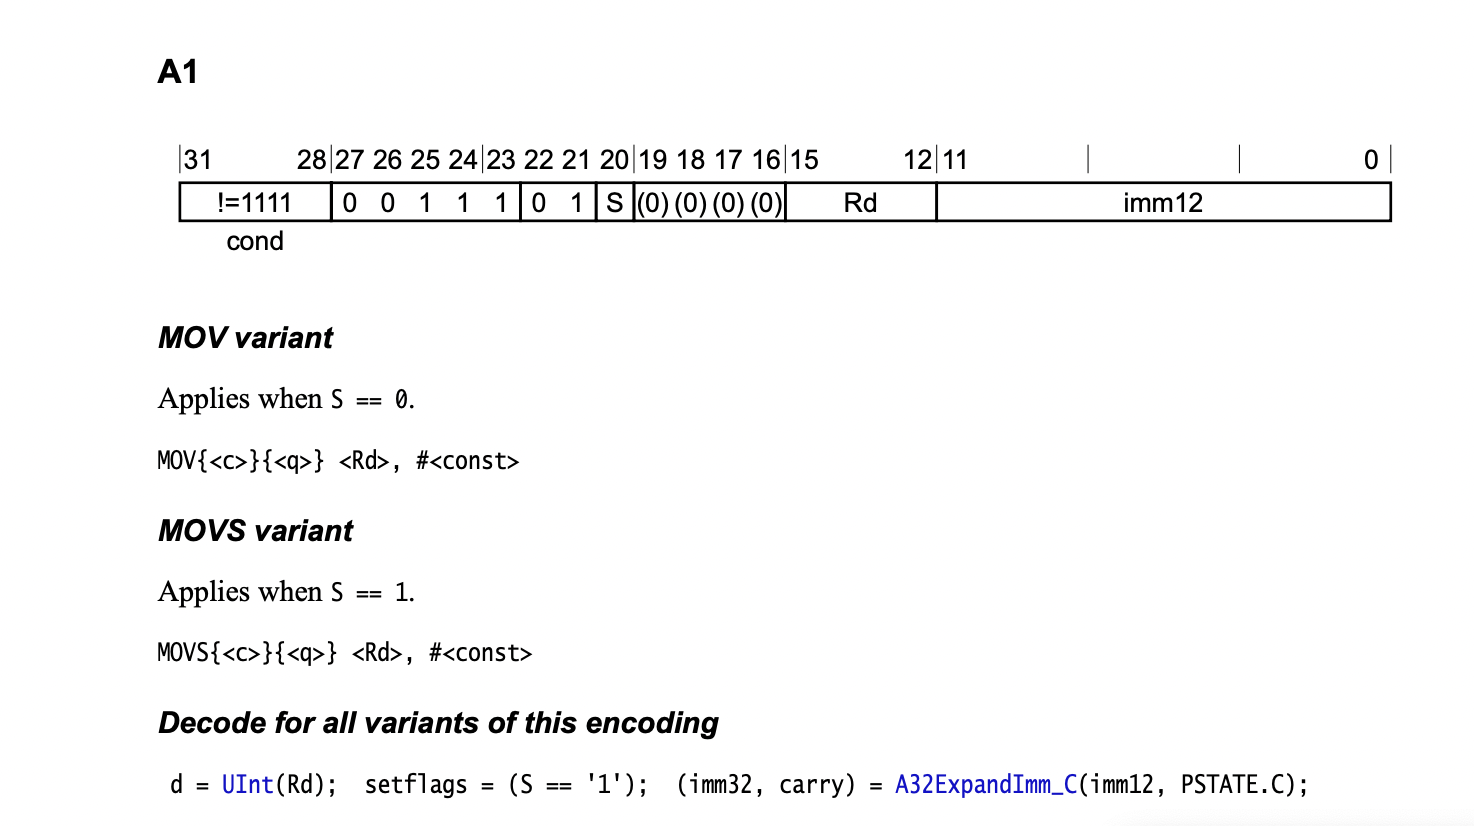 A1
31 28 27 26 25 24 23 22 21 20 19 18 17 16 15 12 11 0
!=1111 0 0 1 1 1 0 1 S (0) (0) (0) (0) Rd imm12
cond
MOV variant
Applies when S == 0.
MOV{<c>}{<q>} <Rd>, #<const>
MOVS variant
Applies when S == 1.
MOVS{<c>}{<q>} <Rd>, #<const>
Decode for all variants of this encoding
d = UInt(Rd); setflags = (S == '1'); (imm32, carry) = A32ExpandImm_C(imm12, PSTATE.C);